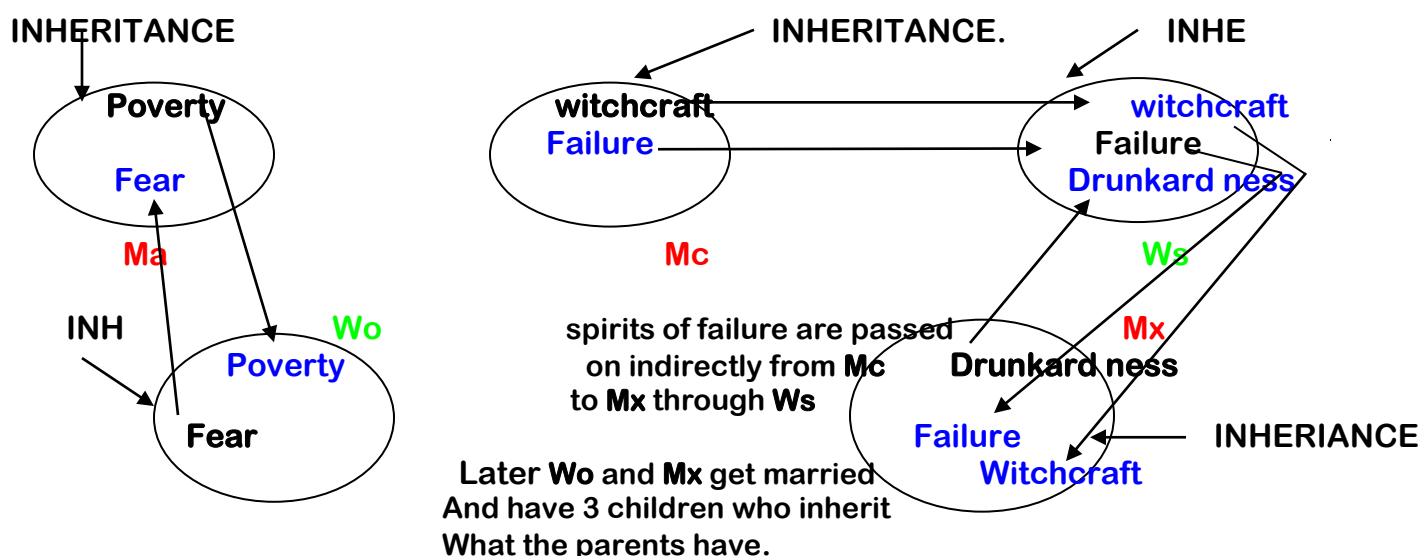 INHERITANCE
INHERITANCE.
INHE
Poverty
Fear
Ma
witchcraft
Failure
Mc
witchcraft
Failure
Drunkard ness
Ws
INH
Wo
Poverty
Fear
spirits of failure are passed
on indirectly from Mc
to Mx through Ws
Mx
Drunkard ness
Failure
Witchcraft
INHERIANCE
Later Wo and Mx get married
And have 3 children who inherit
What the parents have.